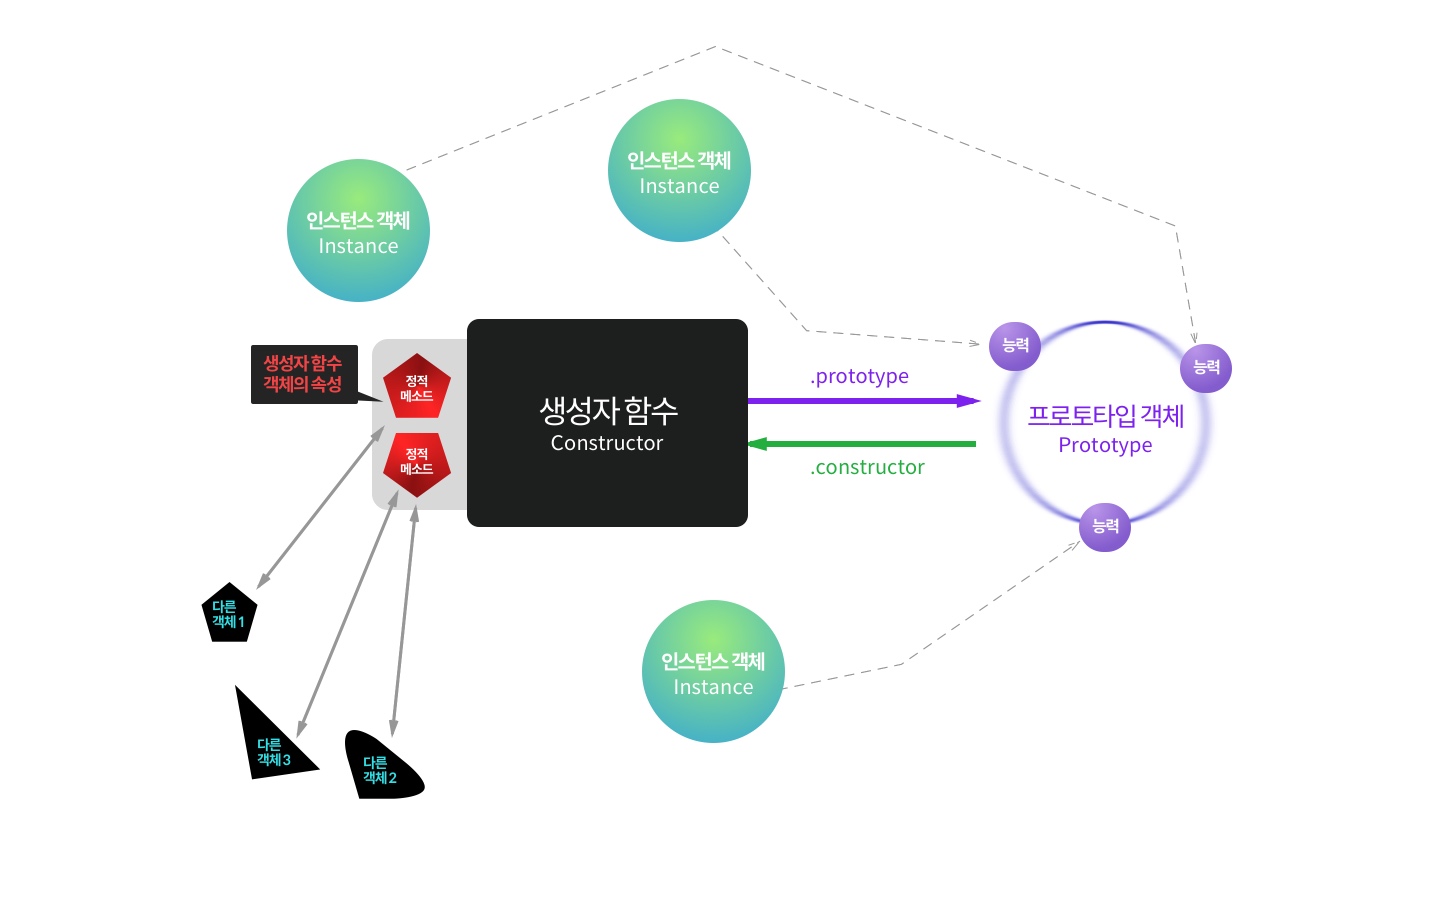 인스턴스 객체
Instance
인스턴스 객체
Instance
생성자 함수
객체의 속성
정적
메소드
정적
메소드
생성자 함수
Constructor
.prototype
.constructor
능력
능력
프로토타입 객체
Prototype
능력
다른
객체 1
다른
객체 3
다른
객체 2
인스턴스 객체
Instance